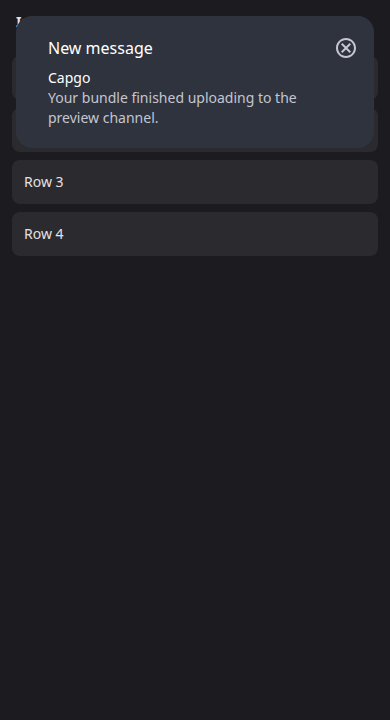 New message
Capgo
Your bundle finished uploading to the
preview channel.
Row 3
Row 4